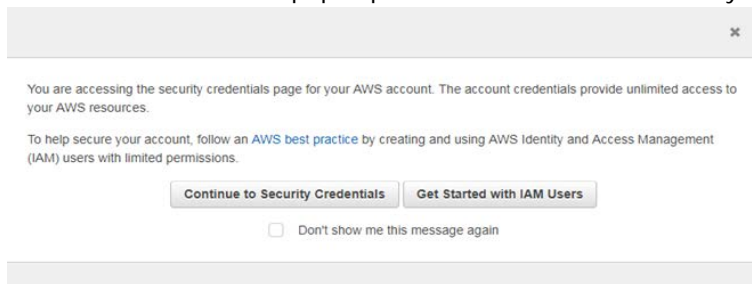 You are accessing the security credentials page for your AWS account. The account credentials provide unlimited access to
your AWS resources.
To help secure your account, follow an AWS best practice by creating and using AWS Identity and Access Management
(IAM) users with limited permissions.
Continue to Security Credentials Get Started with IAM Users
Don't show me this message again